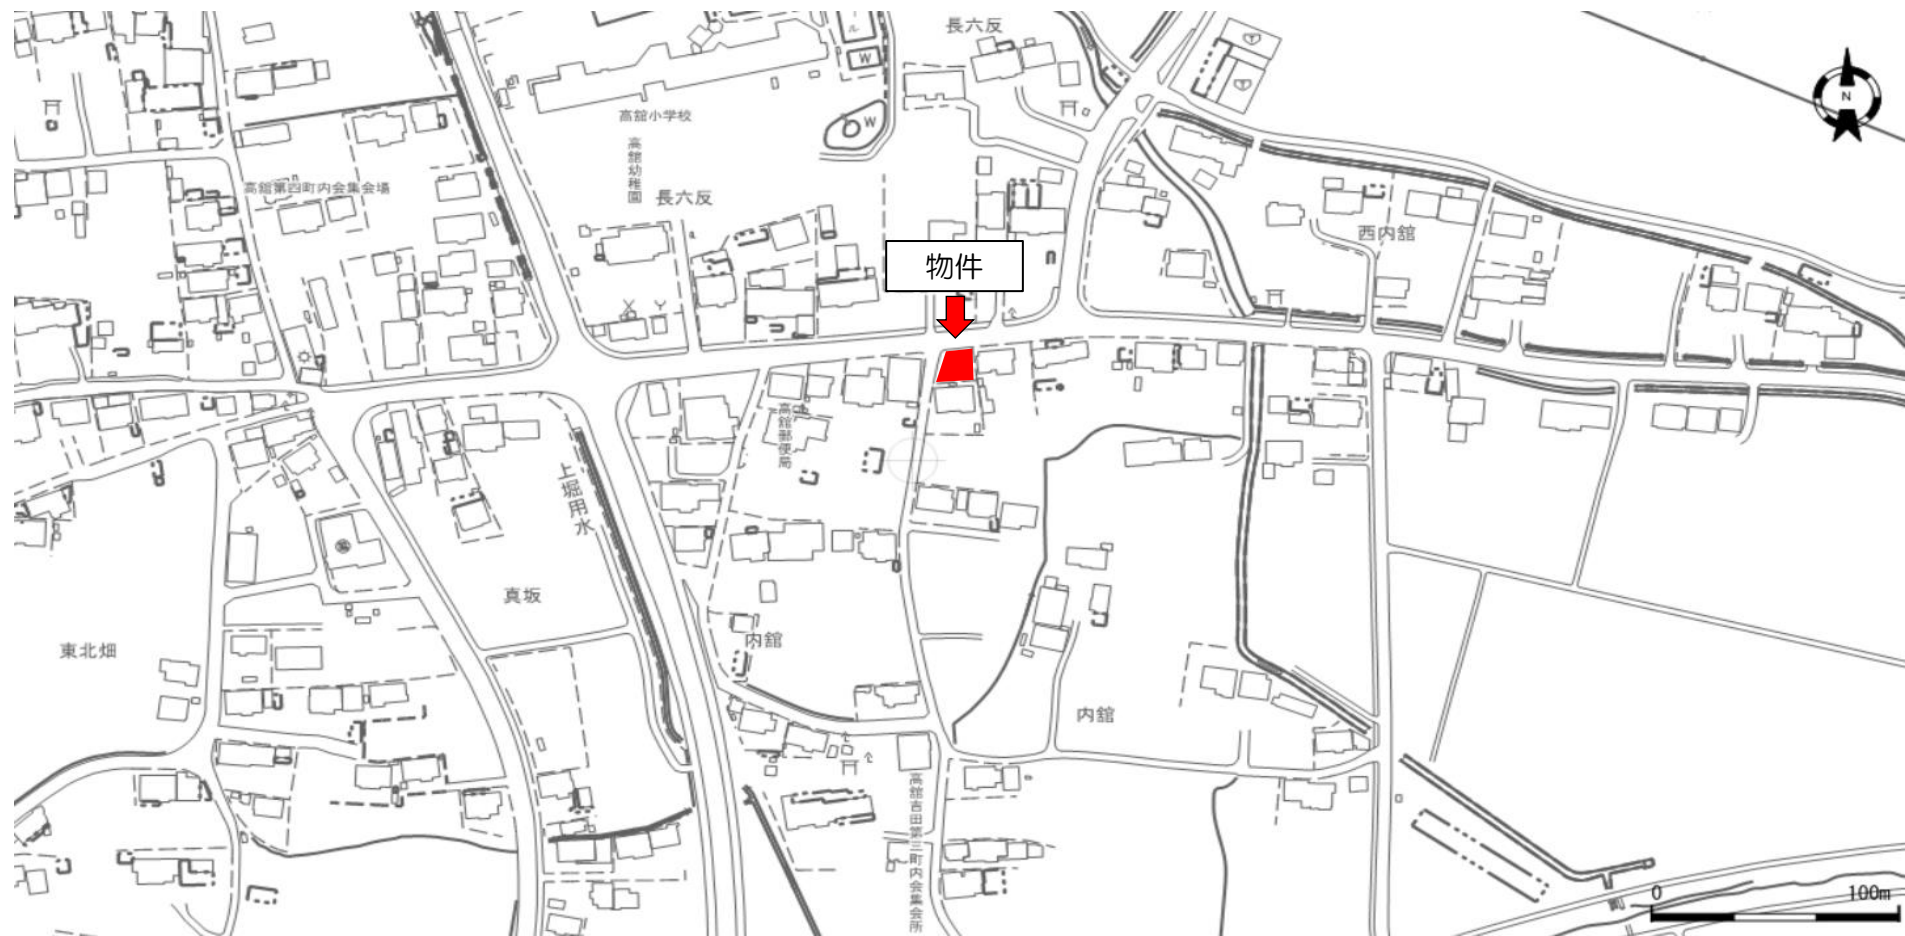 長六反
ル
W
N
W
高舘小学校
高舘幼稚園
高舘第四町内会集会場
長六反
西内舘
物件
高舘郵便局
上堀用水
真坂
内舘
東北畑
内舘
高舘吉田第三町内会集会所
0
100m